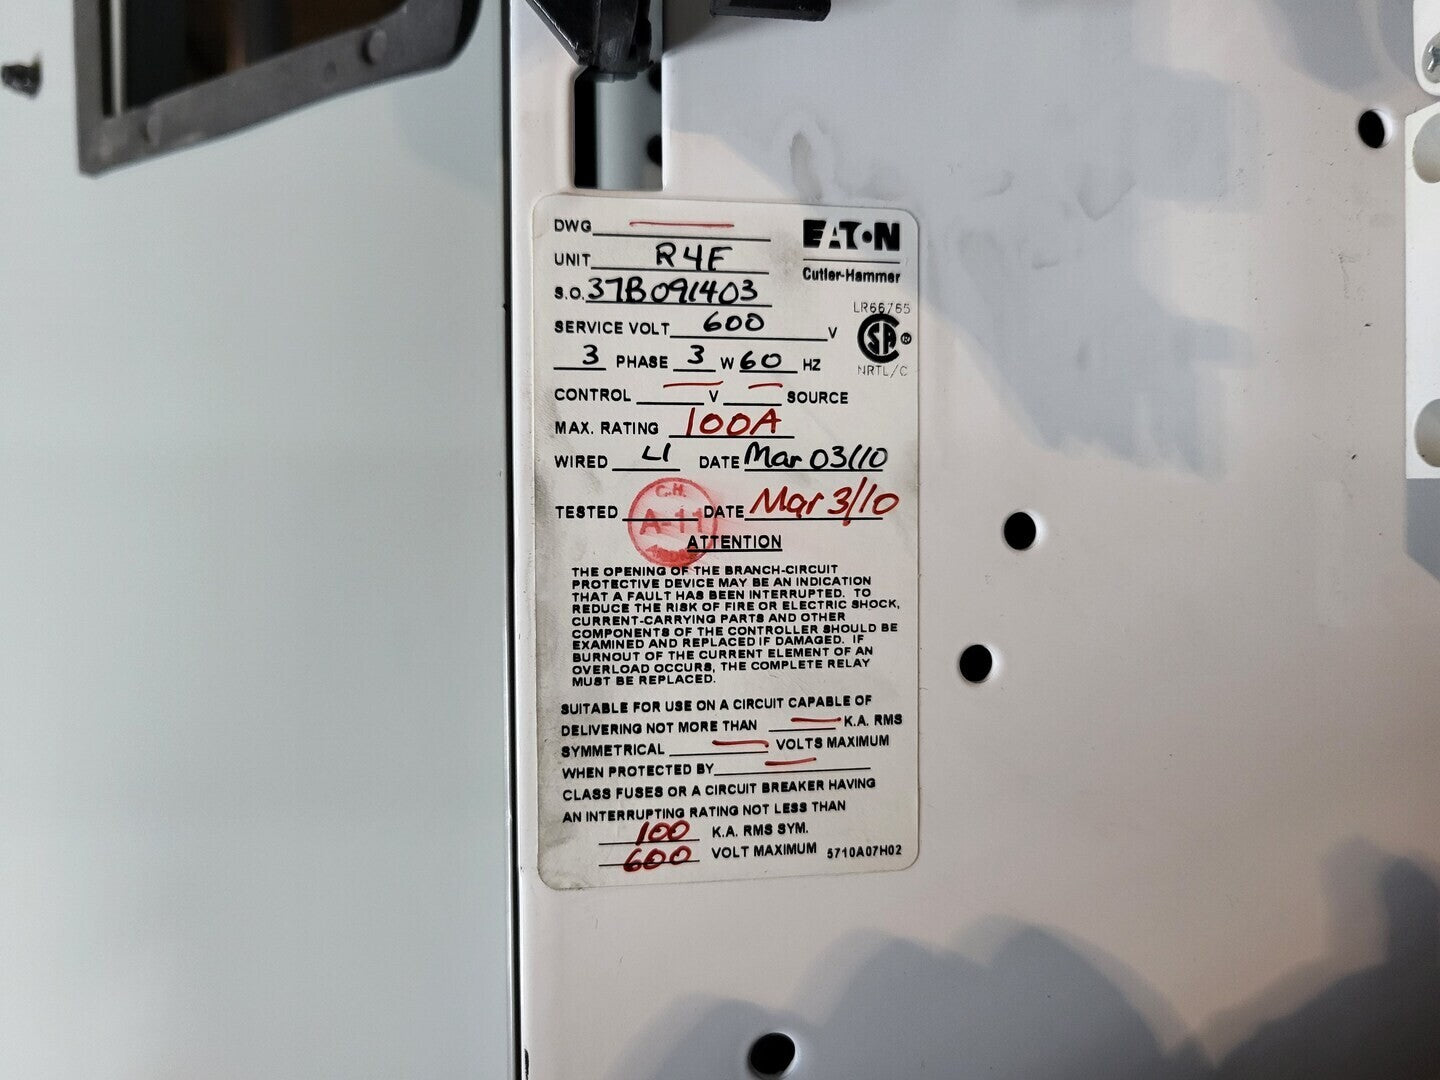 DWG
EATON
UNIT R4E
Cutler-Hammer
S.O. 37B091403
LR66765
SERVICE VOLT 600 V
SA ®
3 PHASE 3 W 60 HZ
NRTL/C
CONTROL V SOURCE
MAX. RATING 100A
WIRED DATE Mar 03/10
TESTED C.H. A-11 DATE Mar 3/10
ATTENTION
THE OPENING OF THE BRANCH-CIRCUIT
PROTECTIVE DEVICE MAY BE AN INDICATION
THAT A FAULT HAS BEEN INTERRUPTED. TO
REDUCE THE RISK OF FIRE OR ELECTRIC SHOCK,
CURRENT-CARRYING PARTS AND OTHER
COMPONENTS OF THE CONTROLLER SHOULD BE
EXAMINED AND REPLACED IF DAMAGED. IF
BURNOUT OF THE CURRENT ELEMENT OF AN
OVERLOAD OCCURS, THE COMPLETE RELAY
MUST BE REPLACED.
SUITABLE FOR USE ON A CIRCUIT CAPABLE OF
DELIVERING NOT MORE THAN K.A. RMS
SYMMETRICAL VOLTS MAXIMUM
WHEN PROTECTED BY
CLASS FUSES OR A CIRCUIT BREAKER HAVING
AN INTERRUPTING RATING NOT LESS THAN
100 K.A. RMS SYM.
600 VOLT MAXIMUM 5710A07H02